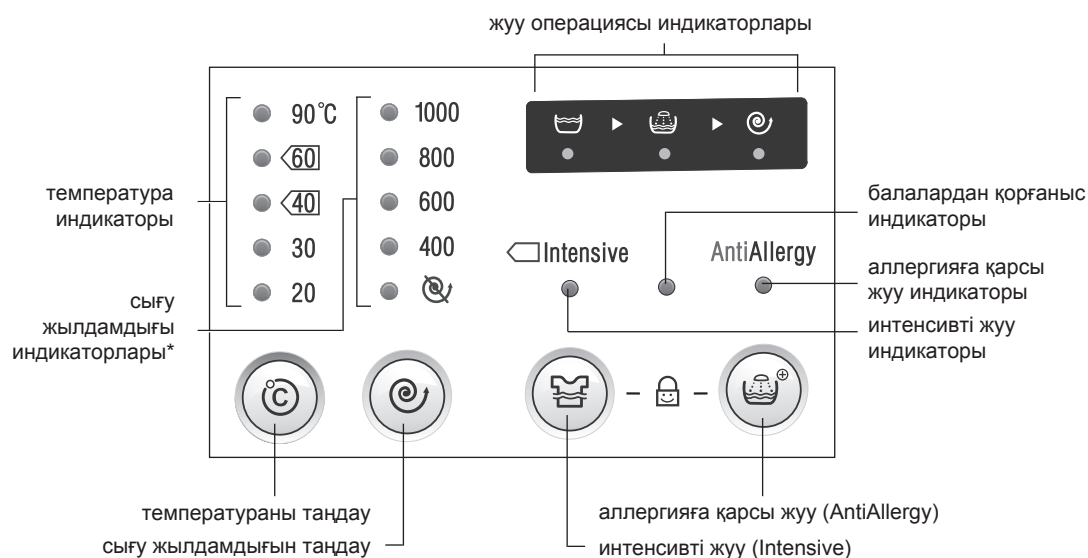 жуу операциясы индикаторлары
90°C
60
40
30
20
1000
800
600
400
температура
индикаторы
сығу
жылдамдығы
индикаторлары*
Intensive
AntiAllergy
балалардан қорғаныс
индикаторы
аллергияға қарсы
жуу индикаторы
интенсивті жуу
индикаторы
°C
температураны таңдау
сығу жылдамдығын таңдау
аллергияға қарсы жуу (AntiAllergy)
интенсивті жуу (Intensive)